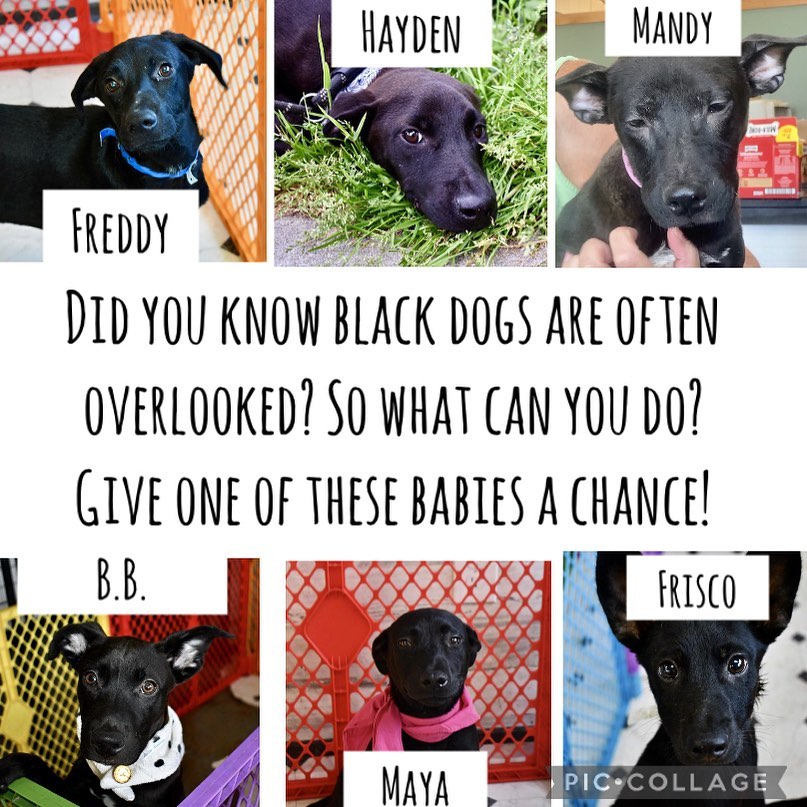 HAYDEN
MANDY
FREDDY
DID YOU KNOW BLACK DOGS ARE OFTEN
OVERLOOKED? SO WHAT CAN YOU DO?
GIVE ONE OF THESE BABIES A CHANCE!
B.B.
FRISCO
MAYA
PIC•COLLAGE